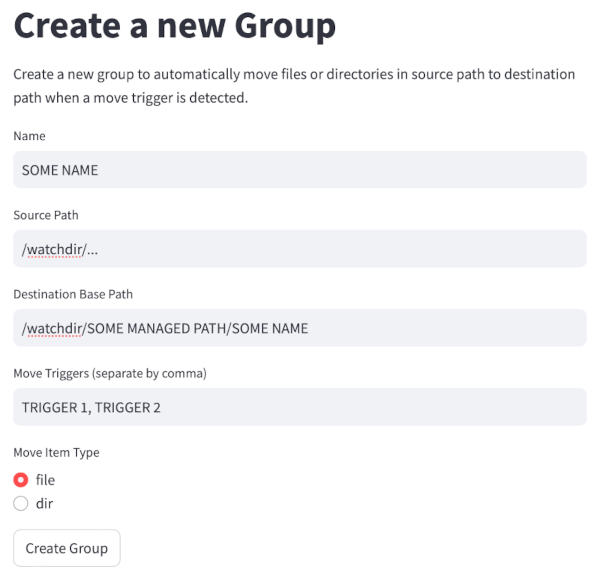 Create a new Group
Create a new group to automatically move files or directories in source path to destination
path when a move trigger is detected.
Name
SOME NAME
Source Path
/watchdir/...
Destination Base Path
/watchdir/SOME MANAGED PATH/SOME NAME
Move Triggers (separate by comma)
TRIGGER 1, TRIGGER 2
Move Item Type
file
dir
Create Group